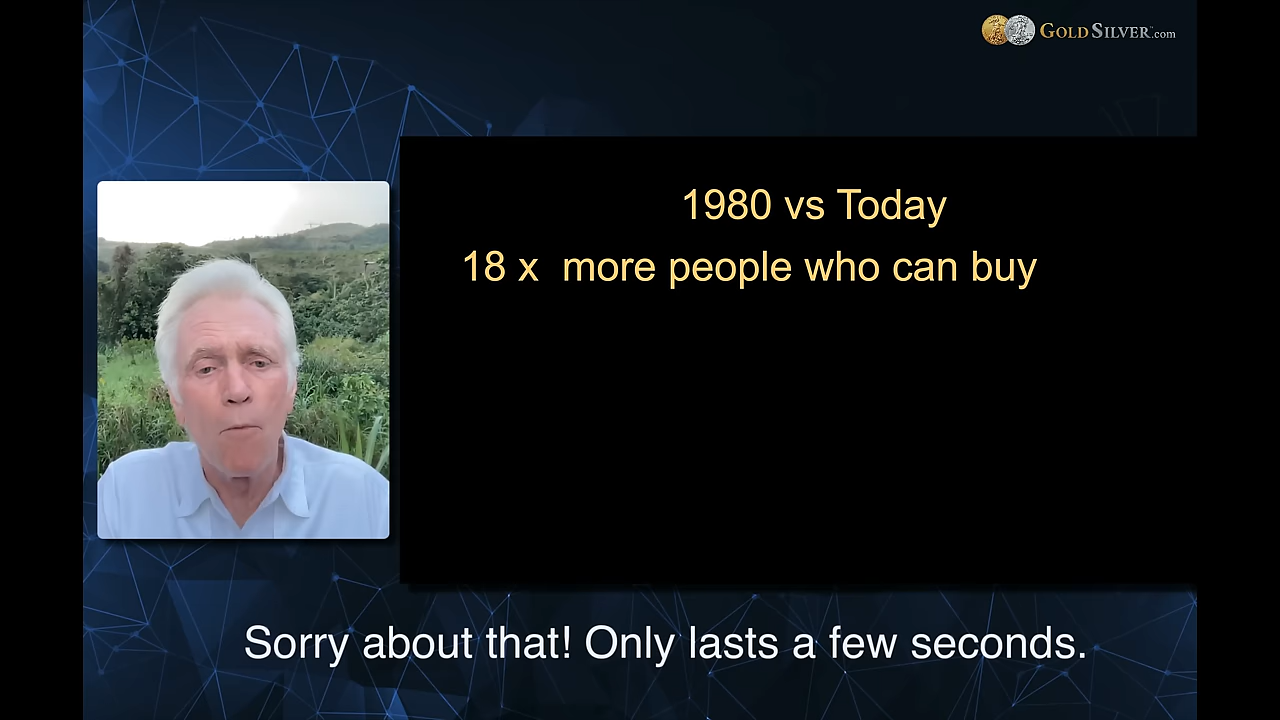 GOLDSILVER.com
1980 vs Today
18 x more people who can buy
Sorry about that! Only lasts a few seconds.